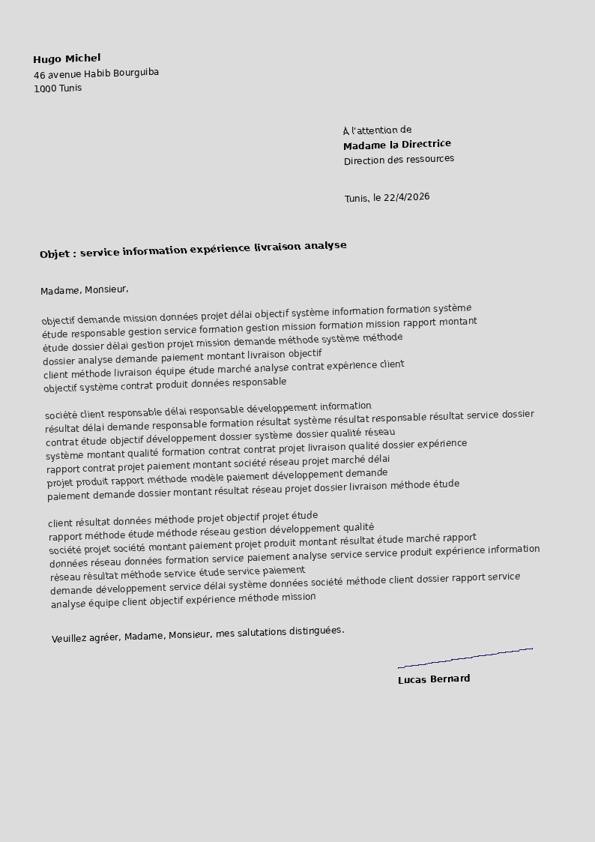 Hugo Michel
46 avenue Habib Bourguiba
1000 Tunis
À l'attention de
Madame la Directrice
Direction des ressources
Tunis, le 22/4/2026
Objet : service information expérience livraison analyse
Madame, Monsieur,
objectif demande mission données projet délai objectif système information formation système
étude responsable gestion service formation gestion mission formation mission rapport montant
étude dossier délai gestion projet mission demande méthode système méthode
dossier analyse demande paiement montant livraison objectif
client méthode livraison équipe étude marché analyse contrat expérience client
objectif système contrat produit données responsable
société client responsable délai responsable développement information
résultat délai demande responsable formation résultat système résultat responsable résultat service dossier
contrat étude objectif développement dossier système dossier qualité réseau
système montant qualité formation contrat contrat projet livraison qualité dossier expérience
rapport contrat projet paiement montant société réseau projet marché délai
projet produit rapport méthode modèle paiement développement demande
paiement demande dossier montant résultat réseau projet dossier livraison méthode étude
client résultat données méthode projet objectif projet étude
rapport méthode étude méthode réseau gestion développement qualité
société projet société montant paiement projet produit montant résultat étude marché rapport
données réseau données formation service paiement analyse service service produit expérience information
réseau résultat méthode service étude service paiement
demande développement service délai système données société méthode client dossier rapport service
analyse équipe client objectif expérience méthode mission
Veuillez agréer, Madame, Monsieur, mes salutations distinguées.
Lucas Bernard